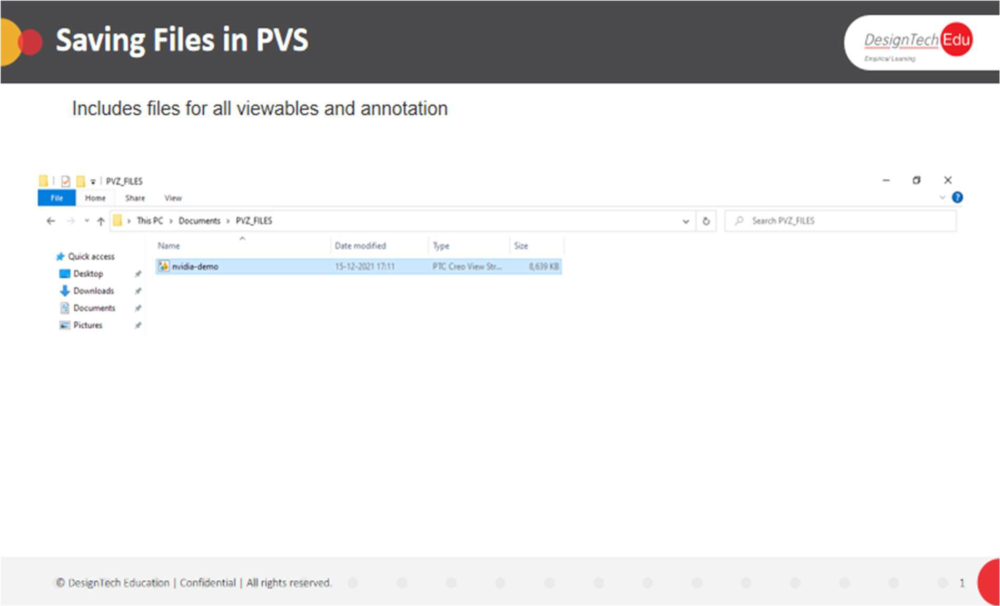 Saving Files in PVS
DesignTech Edu
Empirical Learning
Includes files for all viewables and annotation
PVZ_FILES
File Home Share View
This PC > Documents > PVZ_FILES
Search PVZ_FILES
Name Date modified Type Size
Quick access
nvidia-demo 15-12-2021 17:11 PTC Creo View Str... 8,639 KB
Desktop
Downloads
Documents
Pictures
© DesignTech Education | Confidential | All rights reserved.
1